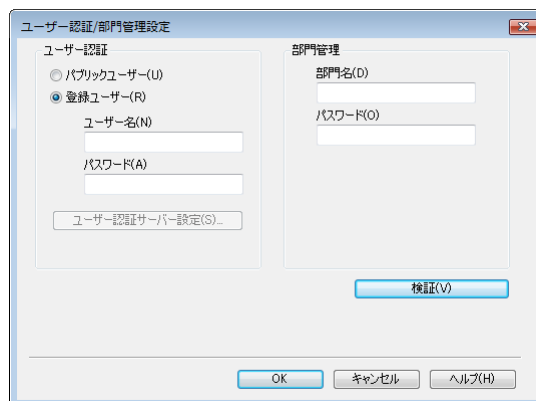 ユーザー認証/部門管理設定
ユーザー認証
パブリックユーザー(U)
登録ユーザー(R)
ユーザー名(N)
パスワード(A)
ユーザー認証サーバー設定(S)...
部門管理
部門名(D)
パスワード(O)
検証(V)
OK
キャンセル
ヘルプ(H)